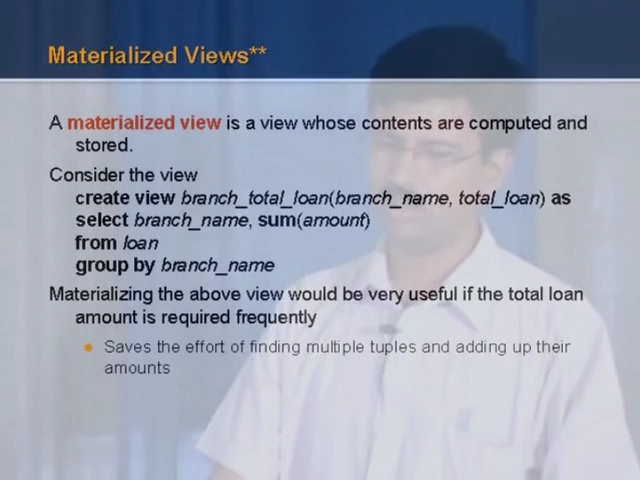 Materialized Views**
A materialized view is a view whose contents are computed and
stored.
Consider the view
create view branch_total_loan(branch_name, total_loan) as
select branch_name, sum(amount)
from loan
group by branch_name
Materializing the above view would be very useful if the total loan
amount is required frequently
Saves the effort of finding multiple tuples and adding up their
amounts